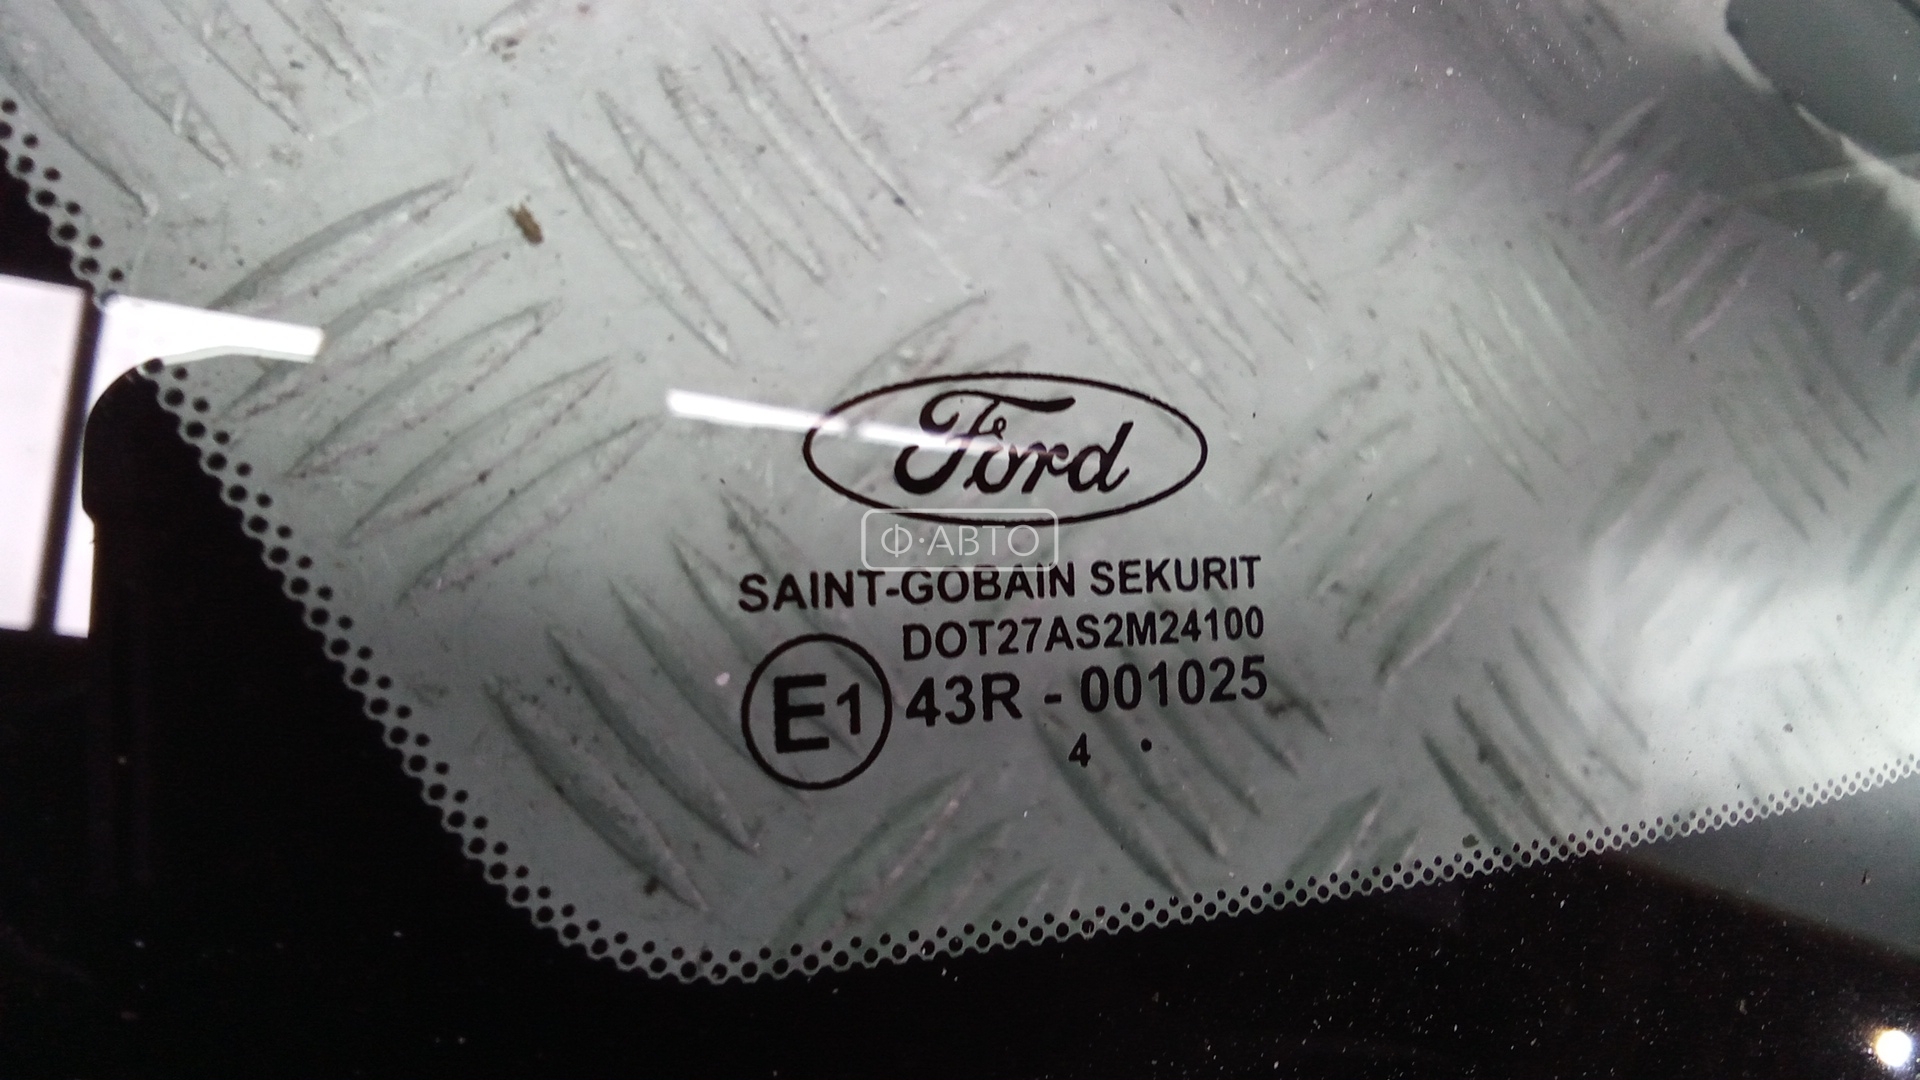 Ford
Ф·АВТО
SAINT-GOBAIN SEKURIT
DOT27AS2M24100
E1 43R - 001025
4 •